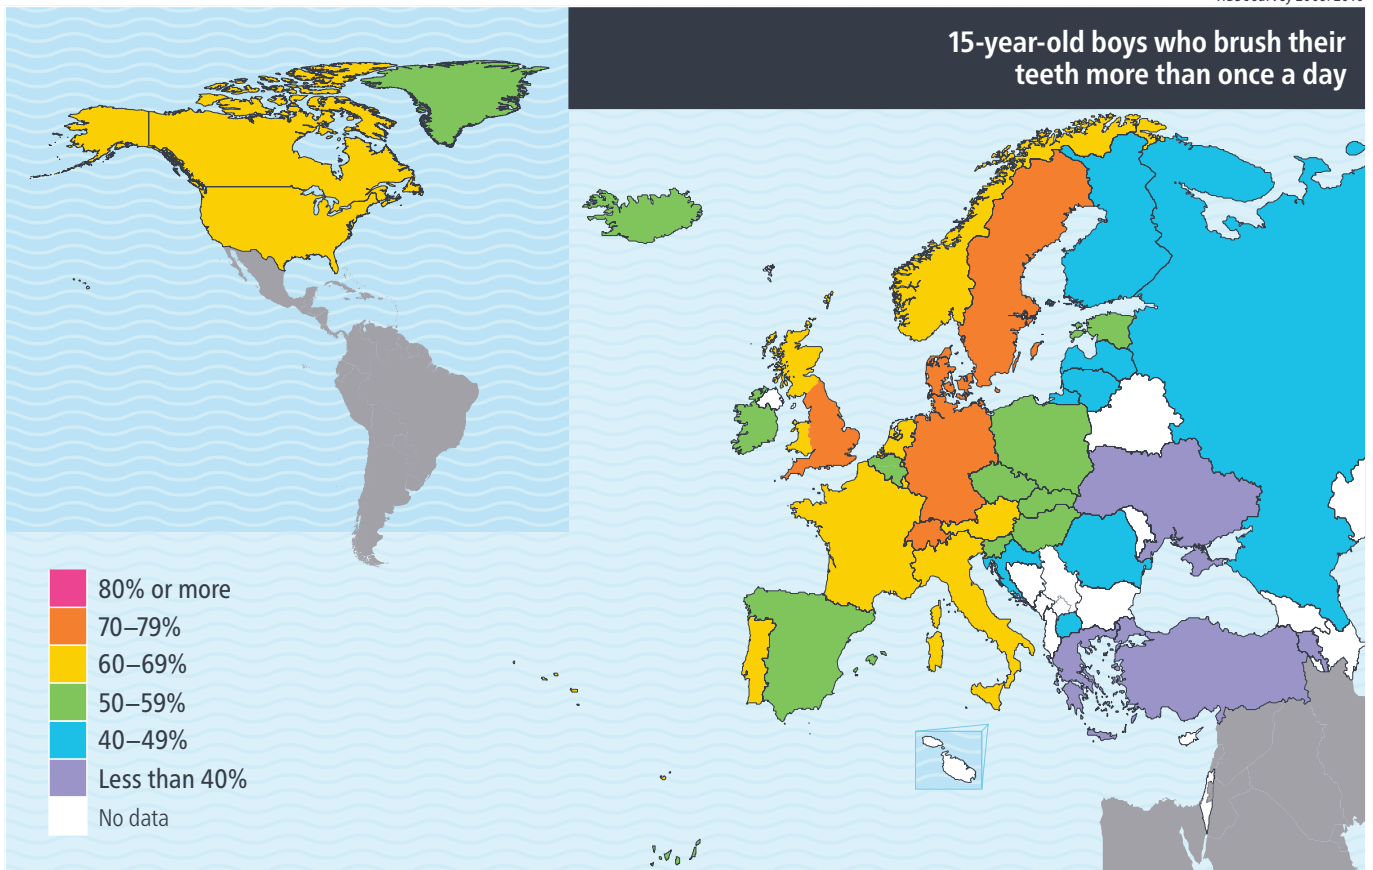 15-year-old boys who brush their
teeth more than once a day
80% or more
70–79%
60–69%
50–59%
40–49%
Less than 40%
No data